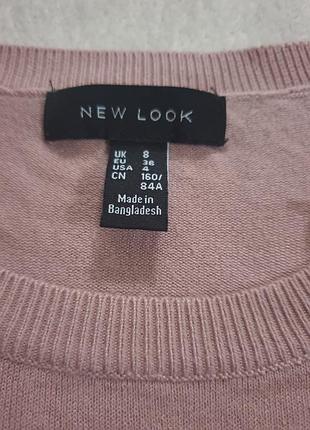 NEW LOOK
UK 8
EU 36
USA 4
CN 160/
84A
Made in
Bangladesh